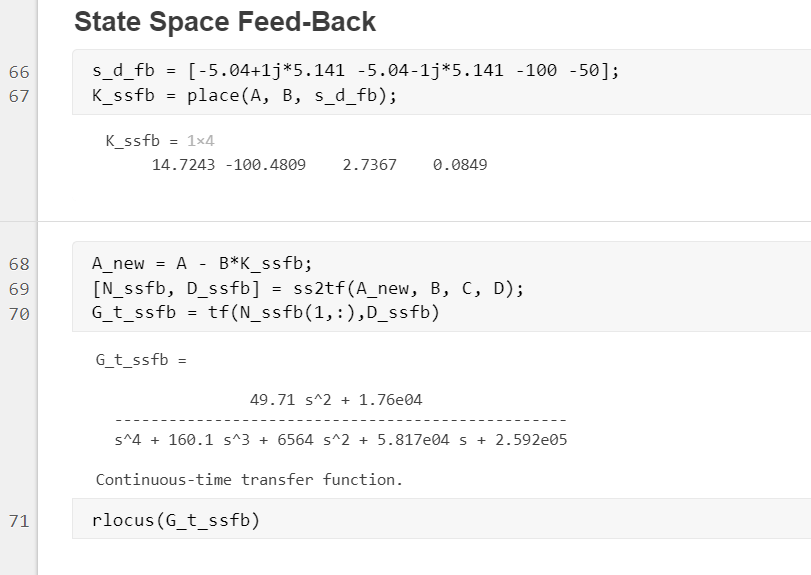 State Space Feed-Back
66 s_d_fb = [-5.04+1j*5.141 -5.04-1j*5.141 -100 -50];
67 K_ssfb = place(A, B, s_d_fb);
K_ssfb = 1×4
14.7243 -100.4809 2.7367 0.0849
68 A_new = A - B*K_ssfb;
69 [N_ssfb, D_ssfb] = ss2tf(A_new, B, C, D);
70 G_t_ssfb = tf(N_ssfb(1,:),D_ssfb)
G_t_ssfb =
49.71 s^2 + 1.76e04
---------------------------------------------------
s^4 + 160.1 s^3 + 6564 s^2 + 5.817e04 s + 2.592e05
Continuous-time transfer function.
71 rlocus(G_t_ssfb)